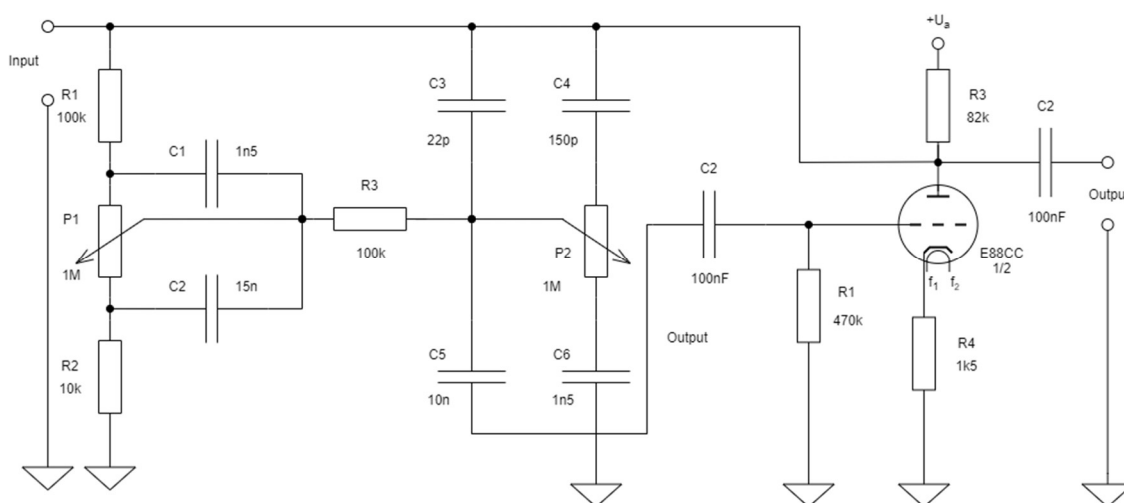 +Ua
Input
R1
100k
C3
22p
C4
150p
R3
82k
C2
100nF
C1
1n5
C2
100nF
P1
1M
R3
100k
P2
1M
Output
E88CC
1/2
f1
f2
C2
15n
R1
470k
Output
R2
10k
C5
10n
C6
1n5
R4
1k5